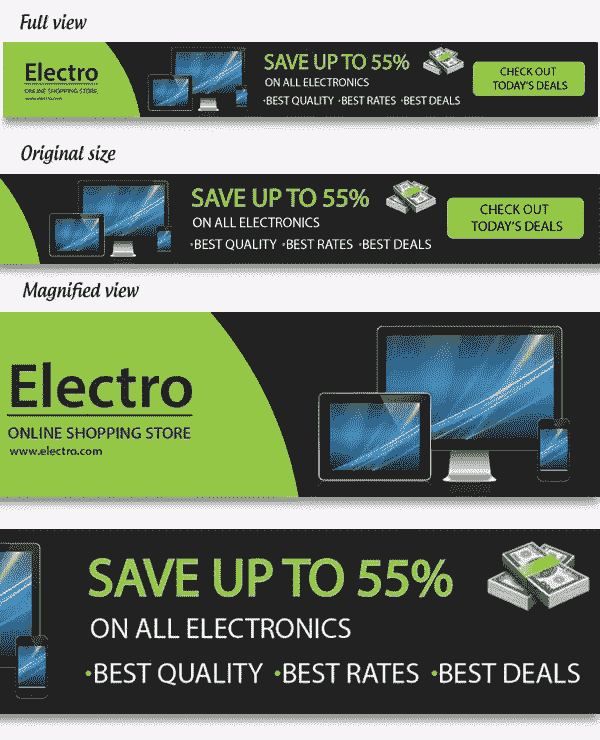 Full view
Electro
ONLINE SHOPPING STORE
www.electro.com
SAVE UP TO 55%
ON ALL ELECTRONICS
·BEST QUALITY ·BEST RATES ·BEST DEALS
CHECK OUT
TODAY'S DEALS
Original size
SAVE UP TO 55%
ON ALL ELECTRONICS
·BEST QUALITY ·BEST RATES ·BEST DEALS
CHECK OUT
TODAY'S DEALS
Magnified view
Electro
ONLINE SHOPPING STORE
www.electro.com
SAVE UP TO 55%
ON ALL ELECTRONICS
·BEST QUALITY ·BEST RATES ·BEST DEALS